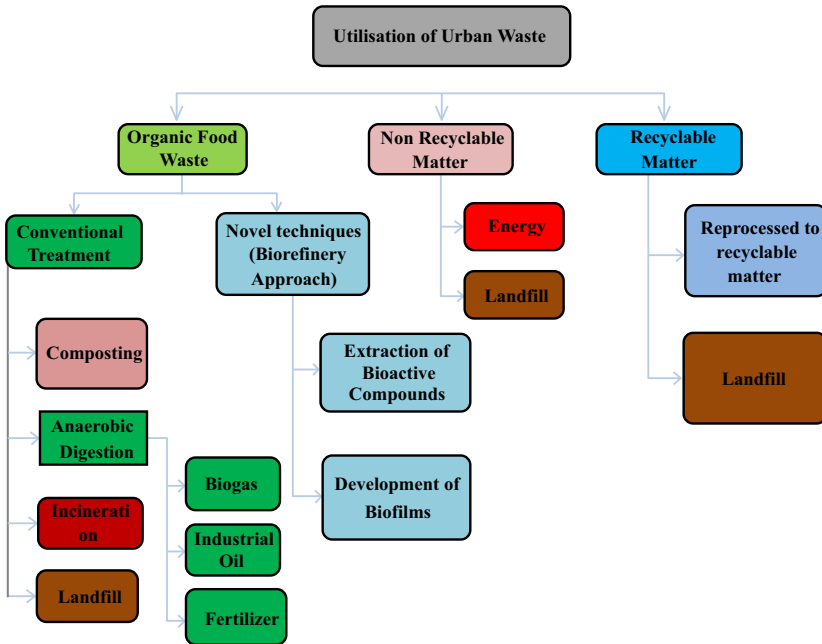 Utilisation of Urban Waste
Organic Food
Waste
Non Recyclable
Matter
Recyclable
Matter
Conventional
Treatment
Novel techniques
(Biorefinery
Approach)
Energy
Landfill
Reprocessed to
recyclable
matter
Landfill
Composting
Anaerobic
Digestion
Incinerati
on
Landfill
Biogas
Industrial
Oil
Fertilizer
Extraction of
Bioactive
Compounds
Development of
Biofilms